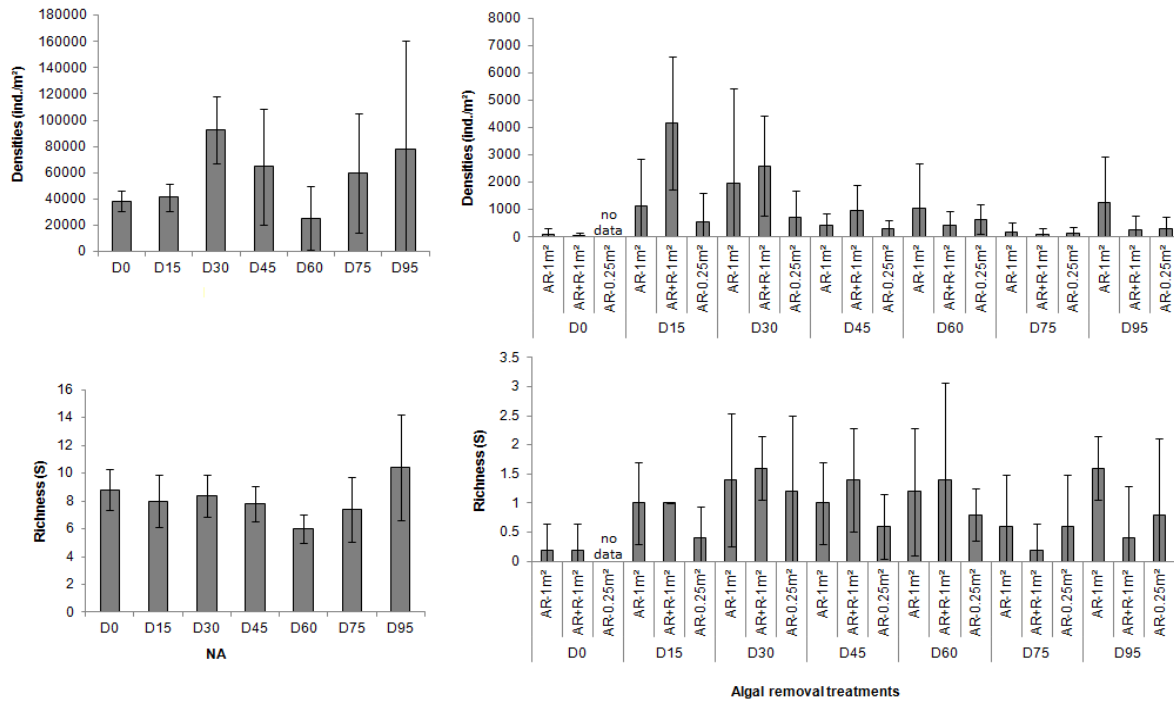 Densities (ind./m²)
180000
160000
140000
120000
100000
80000
60000
40000
20000
0
D0 D15 D30 D45 D60 D75 D95
Densities (ind./m²)
8000
7000
6000
5000
4000
3000
2000
1000
0
no
data
AR-1m² AR+R-1m² AR-0.25m² AR-1m² AR+R-1m² AR-0.25m² AR-1m² AR+R-1m² AR-0.25m² AR-1m² AR+R-1m² AR-0.25m² AR-1m² AR+R-1m² AR-0.25m² AR-1m² AR+R-1m² AR-0.25m² AR-1m² AR+R-1m² AR-0.25m²
D0 D15 D30 D45 D60 D75 D95
Richness (S)
16
14
12
10
8
6
4
2
0
D0 D15 D30 D45 D60 D75 D95
NA
Richness (S)
3.5
3
2.5
2
1.5
1
0.5
0
no
data
AR-1m² AR+R-1m² AR-0.25m² AR-1m² AR+R-1m² AR-0.25m² AR-1m² AR+R-1m² AR-0.25m² AR-1m² AR+R-1m² AR-0.25m² AR-1m² AR+R-1m² AR-0.25m² AR-1m² AR+R-1m² AR-0.25m² AR-1m² AR+R-1m² AR-0.25m²
D0 D15 D30 D45 D60 D75 D95
Algal removal treatments